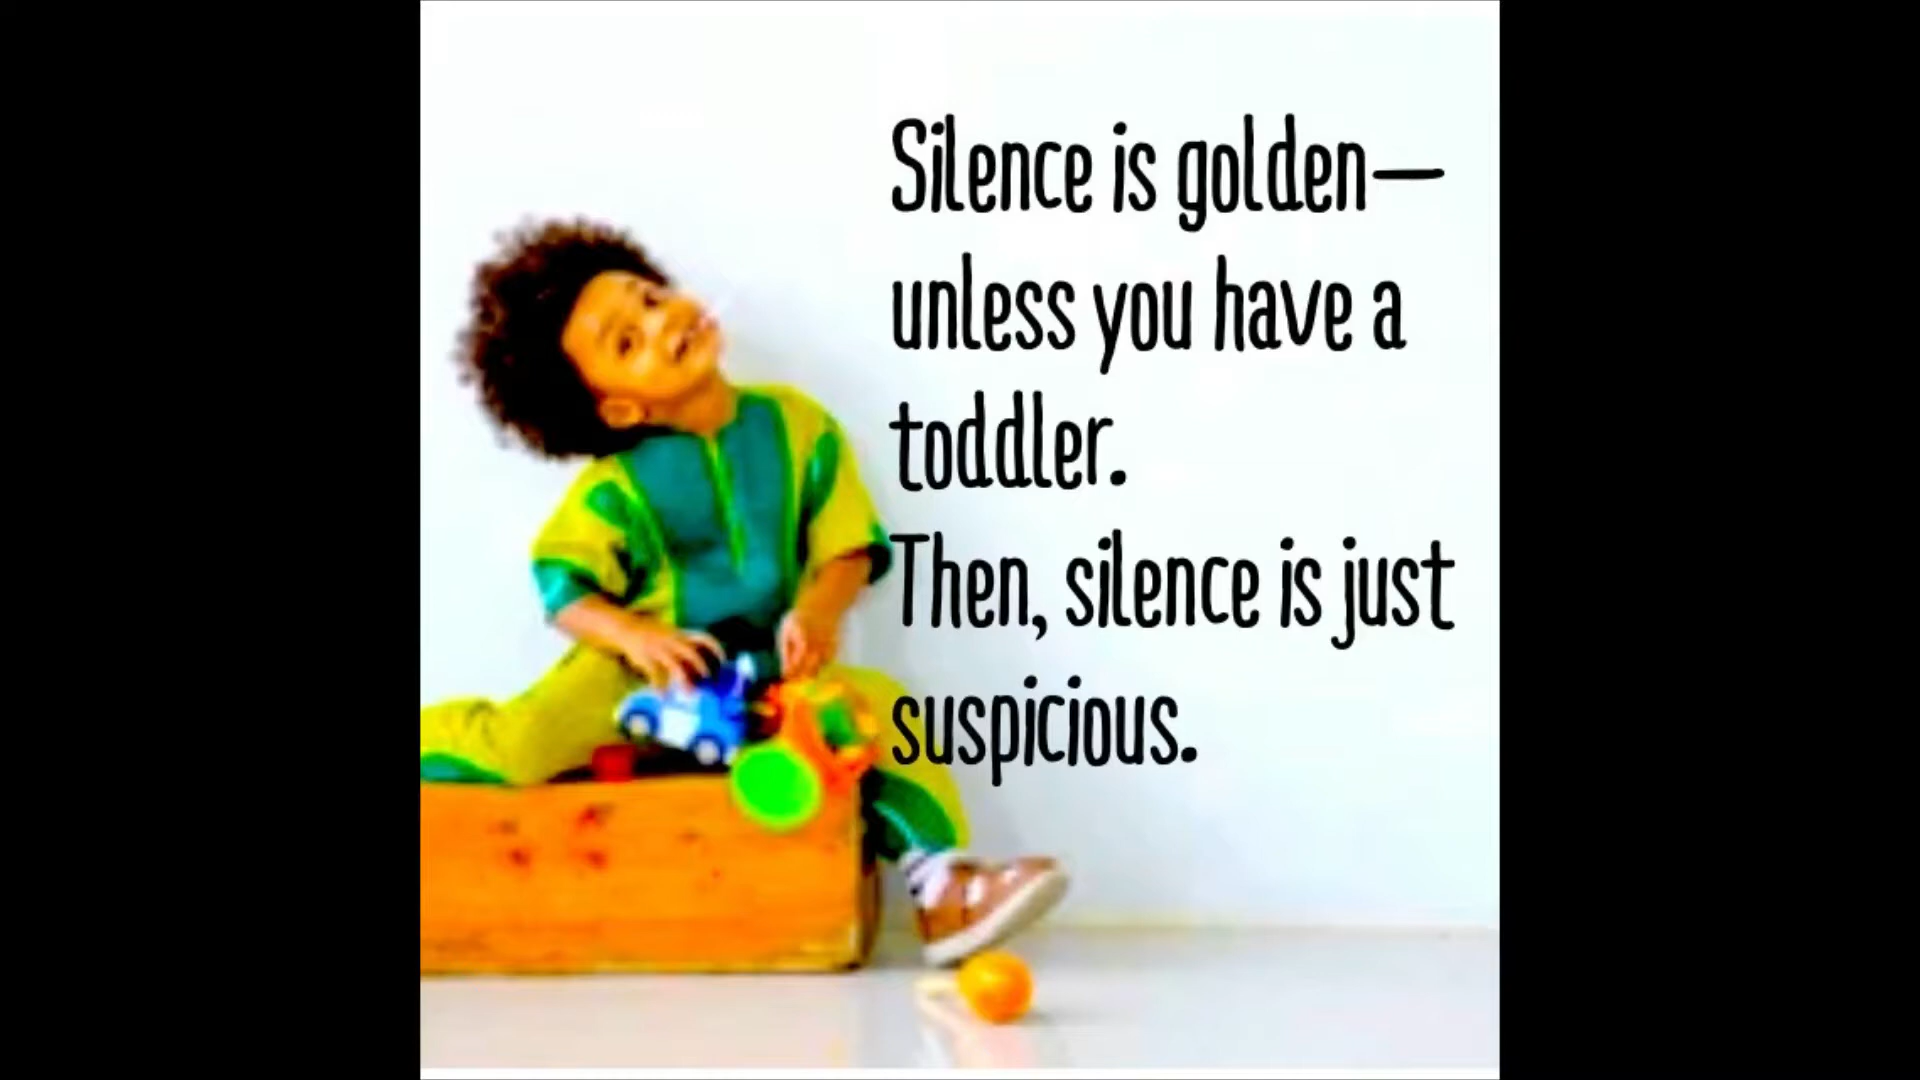 Silence is golden—
unless you have a
toddler.
Then, silence is just
suspicious.